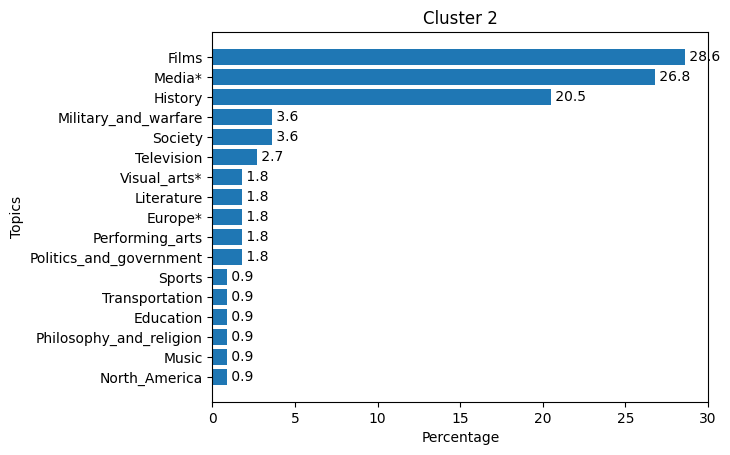 Cluster 2
Topics
Films 28.6
Media* 26.8
History 20.5
Military_and_warfare 3.6
Society 3.6
Television 2.7
Visual_arts* 1.8
Literature 1.8
Europe* 1.8
Performing_arts 1.8
Politics_and_government 1.8
Sports 0.9
Transportation 0.9
Education 0.9
Philosophy_and_religion 0.9
Music 0.9
North_America 0.9
0 5 10 15 20 25 30
Percentage